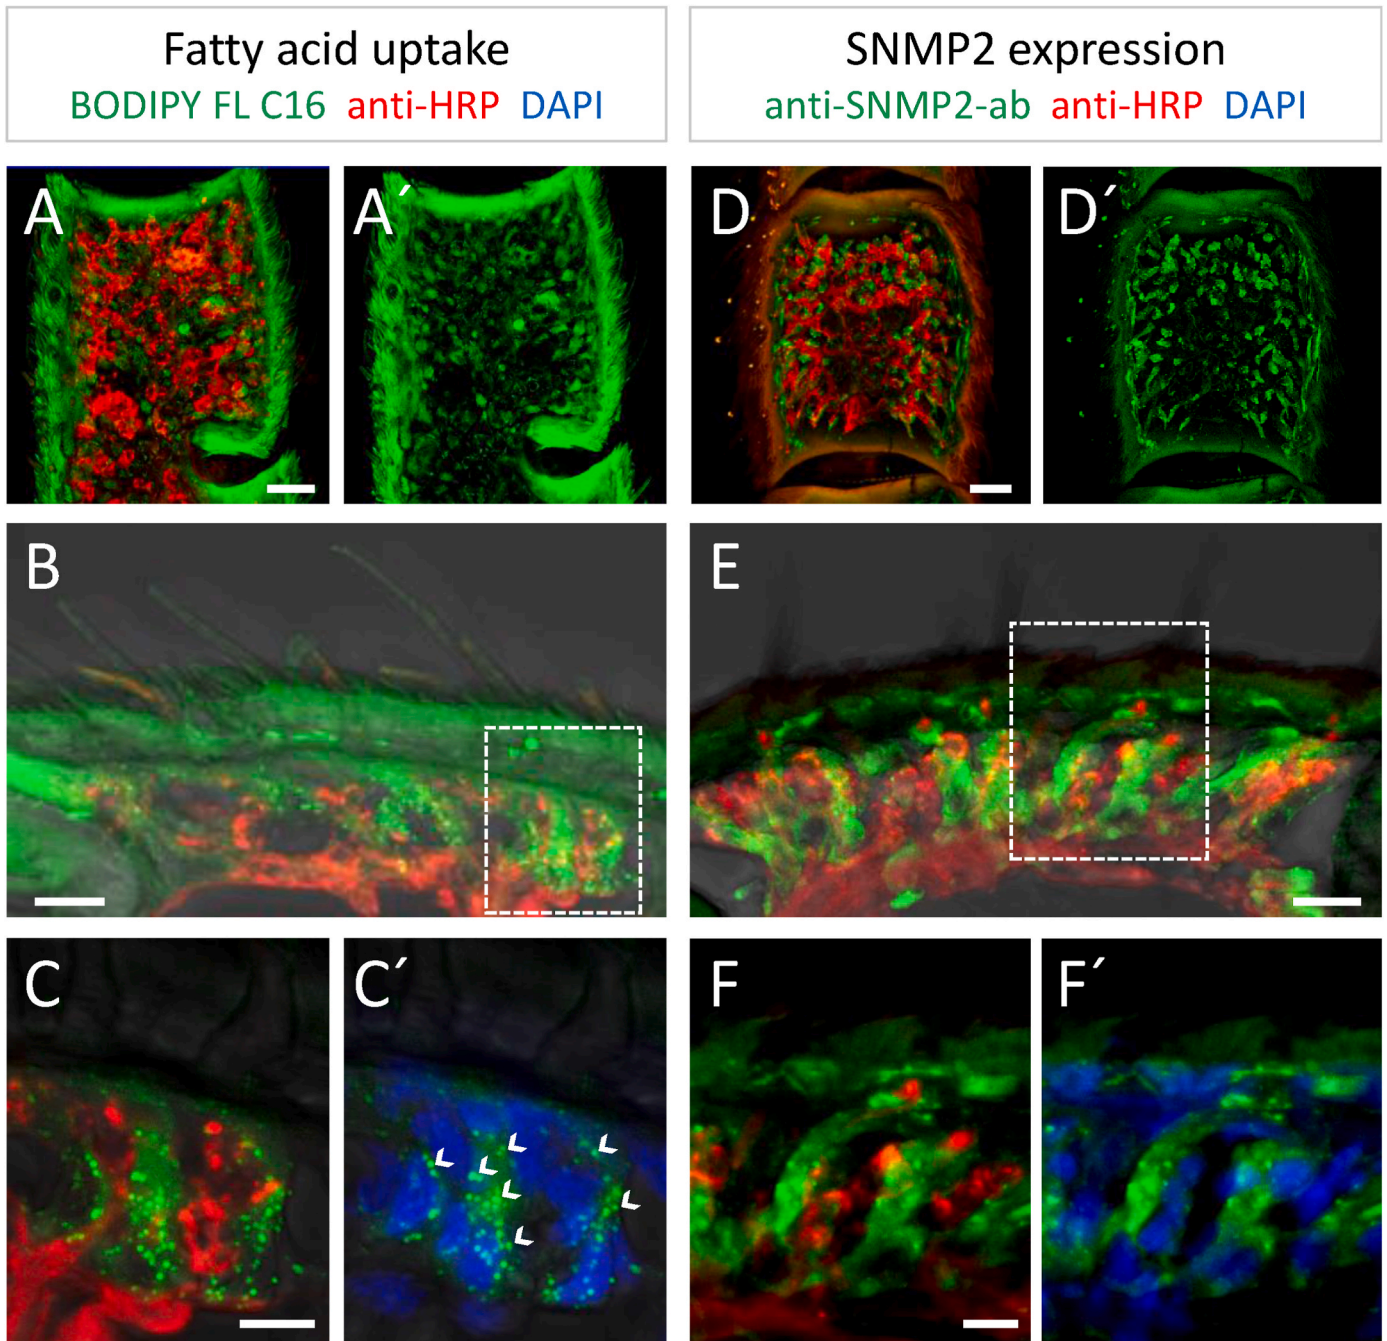 Fatty acid uptake
BODIPY FL C16 anti-HRP DAPI
SNMP2 expression
anti-SNMP2-ab anti-HRP DAPI
A
A´
D
D´
B
E
C
C´
F
F´